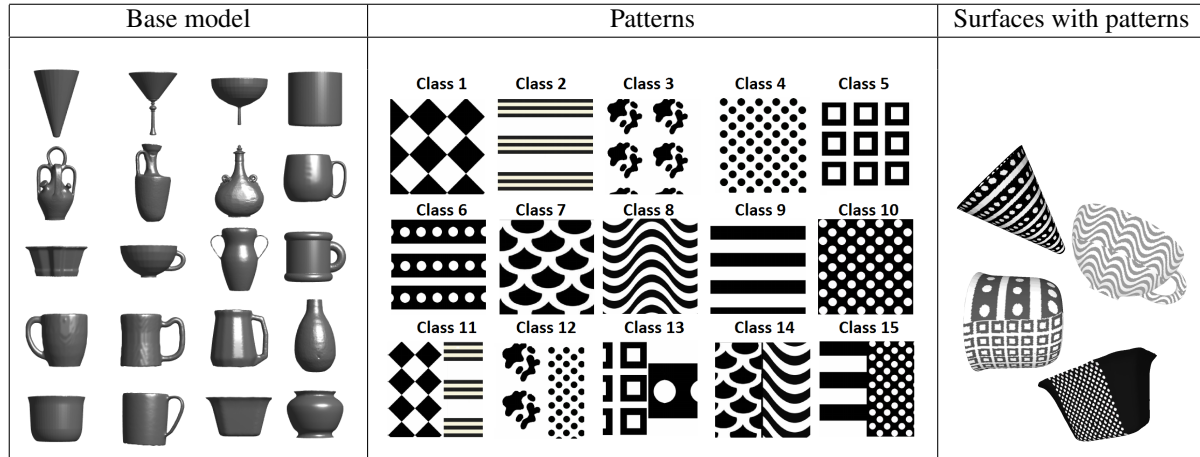 Base model Patterns Surfaces with patterns
Class 1 Class 2 Class 3 Class 4 Class 5
Class 6 Class 7 Class 8 Class 9 Class 10
Class 11 Class 12 Class 13 Class 14 Class 15